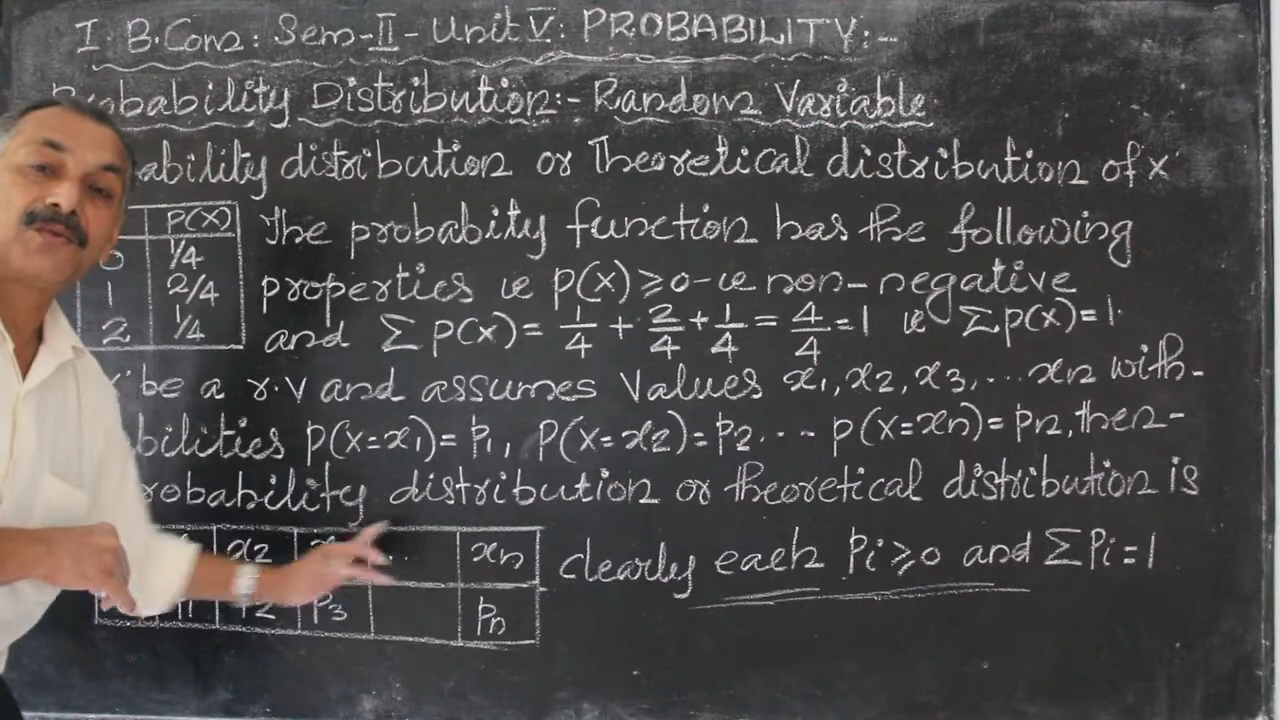 I B.Com: Sem-II - Unit V: PROBABILITY:-
Probability Distribution:- Random Variable
ability distribution or Theoretical distribution of x
P(X)
0 1/4
1 2/4
2 1/4
The probabity function has the following
properties ie P(x) ≥ 0 - ie non-negative
and ∑ P(x) = 1/4 + 2/4 + 1/4 = 4/4 = 1 ie ∑p(x) = 1.
be a r.v and assumes Values x1, x2, x3, ... xn with-
bilities P(x=x1) = p1, P(x=x2) = p2 ... P(x=xn) = pn, then-
robability distribution or theoretical distribution is
x2 .. xn
p2 p3 pn
clearly each Pi ≥ 0 and ∑Pi = 1